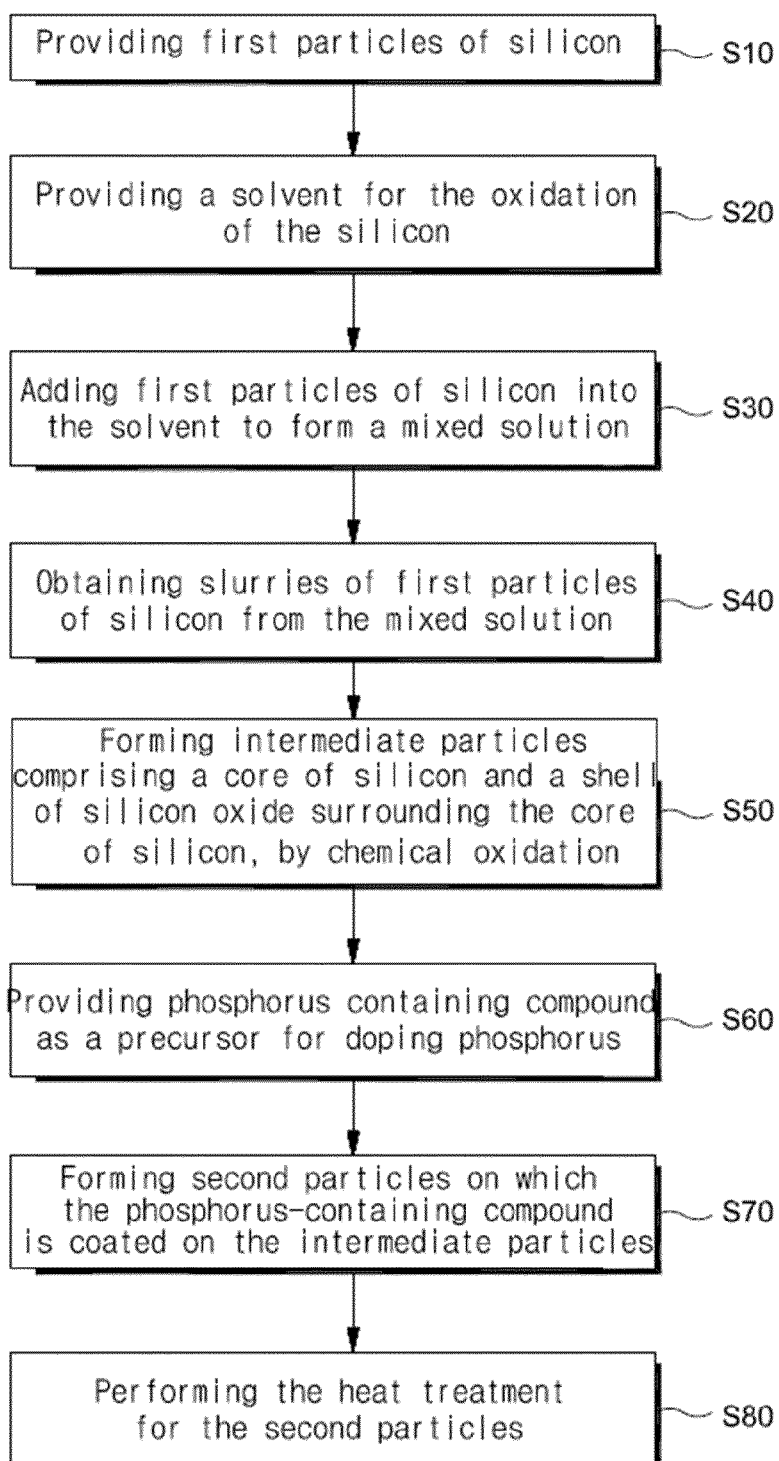 Providing first particles of silicon
S10
Providing a solvent for the oxidation
of the silicon
S20
Adding first particles of silicon into
the solvent to form a mixed solution
S30
Obtaining slurries of first particles
of silicon from the mixed solution
S40
Forming intermediate particles
comprising a core of silicon and a shell
of silicon oxide surrounding the core
of silicon, by chemical oxidation
S50
Providing phosphorus containing compound
as a precursor for doping phosphorus
S60
Forming second particles on which
the phosphorus-containing compound
is coated on the intermediate particles
S70
Performing the heat treatment
for the second particles
S80